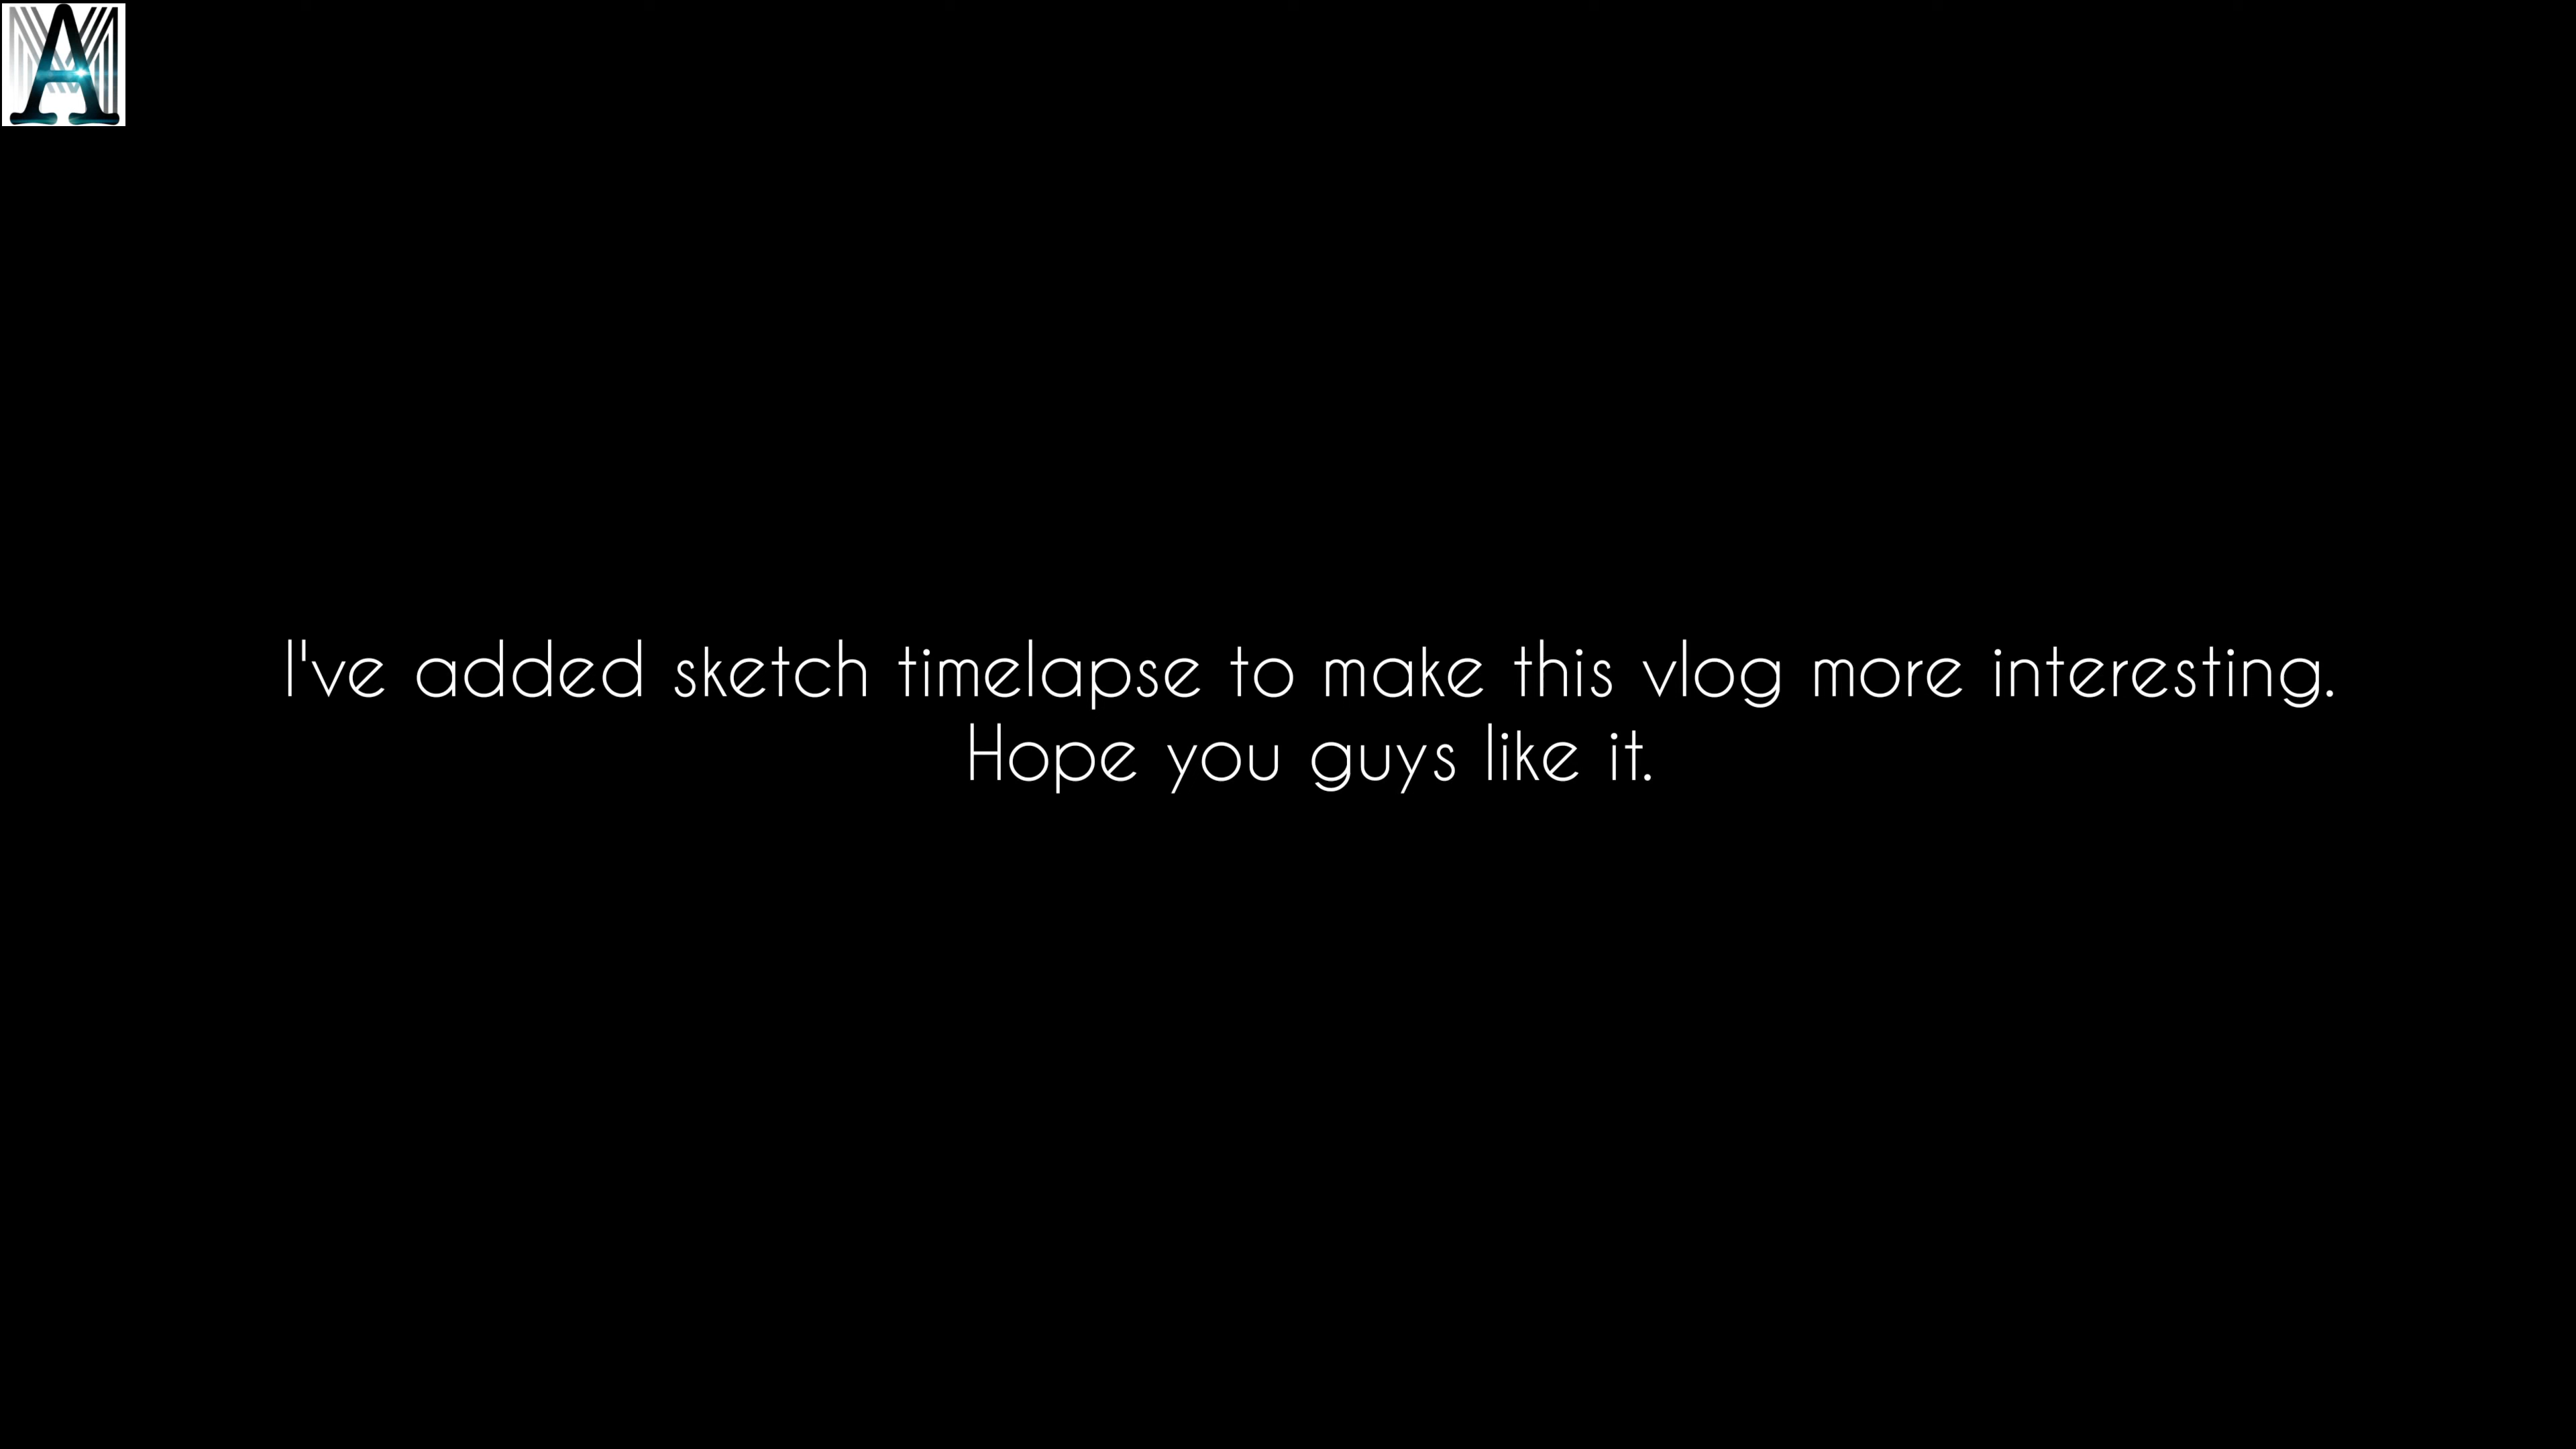 A
I've added sketch timelapse to make this vlog more interesting.
Hope you guys like it.